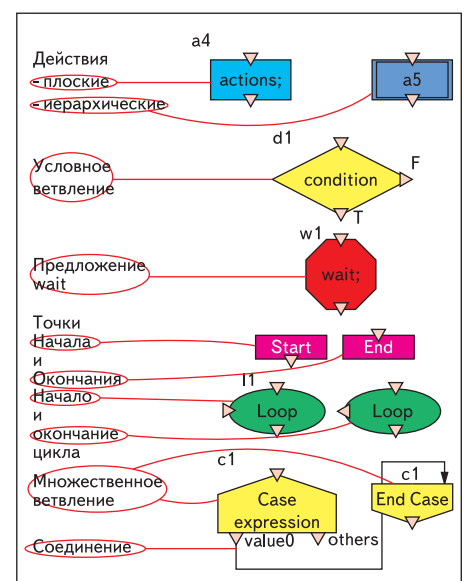 a4
Действия
- плоские
actions;
a5
- иерархические
d1
F
Условное
ветвление
condition
T
w1
Предложение
wait
wait;
Точки
Начала
Start
End
и
Окончания
l1
Начало
Loop
Loop
и
окончание
цикла
c1
c1
Множественное
ветвление
Case
expression
End Case
value0
others
Соединение